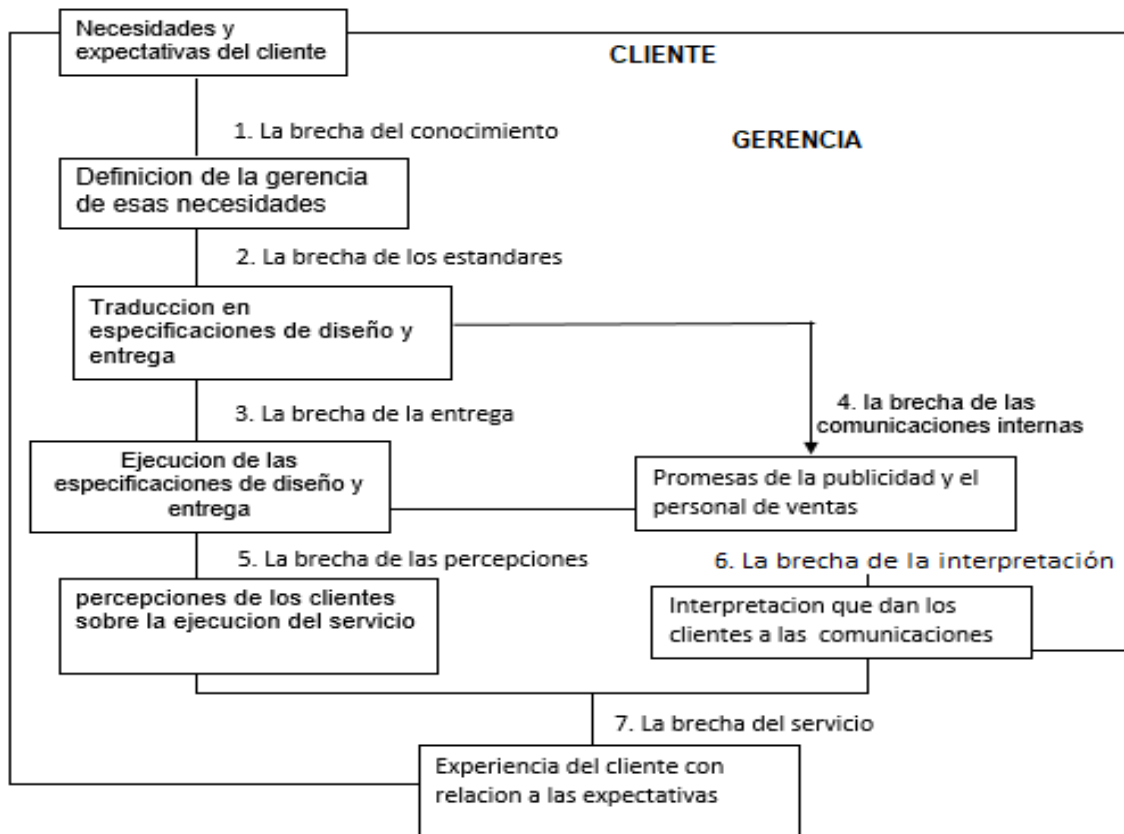 Necesidades y
expectativas del cliente
CLIENTE
1. La brecha del conocimiento
GERENCIA
Definicion de la gerencia
de esas necesidades
2. La brecha de los estandares
Traduccion en
especificaciones de diseño y
entrega
3. La brecha de la entrega
4. la brecha de las
comunicaciones internas
Ejecucion de las
especificaciones de diseño y
entrega
Promesas de la publicidad y el
personal de ventas
5. La brecha de las percepciones
6. La brecha de la interpretación
percepciones de los clientes
sobre la ejecucion del servicio
Interpretacion que dan los
clientes a las comunicaciones
7. La brecha del servicio
Experiencia del cliente con
relacion a las expectativas